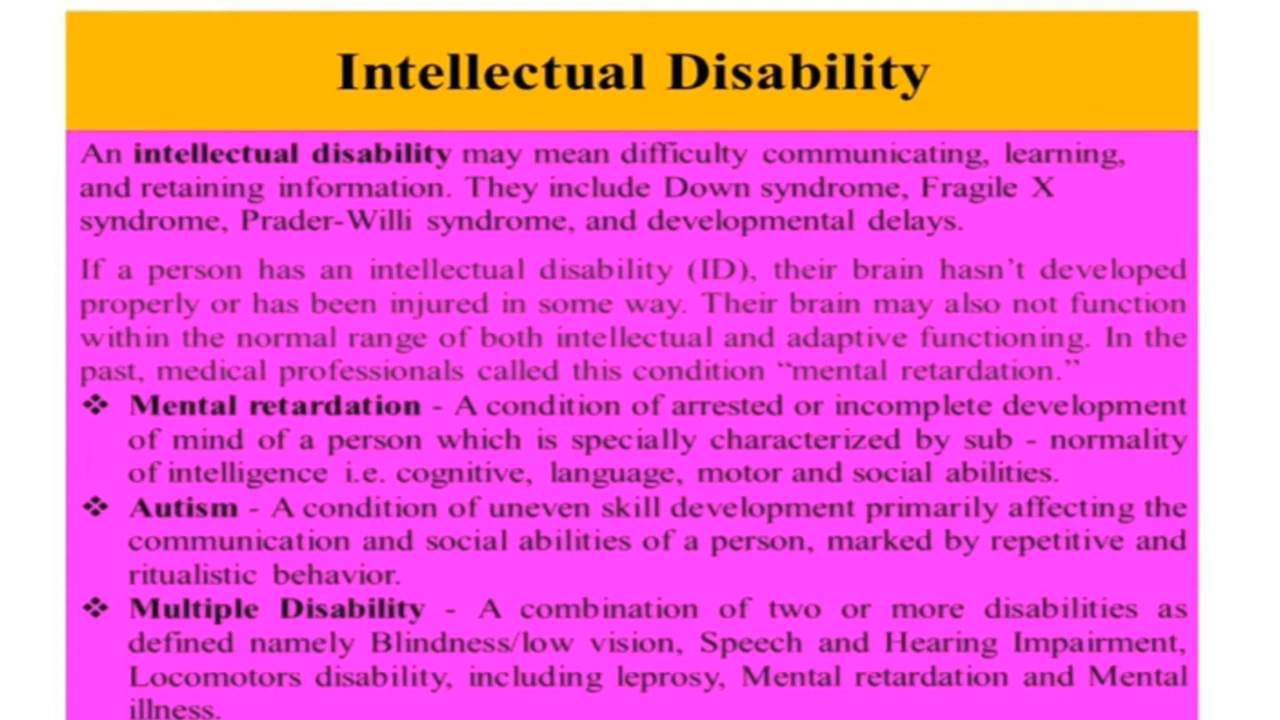 Intellectual Disability
An intellectual disability may mean difficulty communicating, learning,
and retaining information. They include Down syndrome, Fragile X
syndrome, Prader-Willi syndrome, and developmental delays.
If a person has an intellectual disability (ID), their brain hasn't developed
properly or has been injured in some way. Their brain may also not function
within the normal range of both intellectual and adaptive functioning. In the
past, medical professionals called this condition “mental retardation.”
❖ Mental retardation - A condition of arrested or incomplete development
of mind of a person which is specially characterized by sub - normality
of intelligence i.e. cognitive, language, motor and social abilities.
❖ Autism - A condition of uneven skill development primarily affecting the
communication and social abilities of a person, marked by repetitive and
ritualistic behavior.
❖ Multiple Disability - A combination of two or more disabilities as
defined namely Blindness/low vision, Speech and Hearing Impairment,
Locomotors disability, including leprosy, Mental retardation and Mental
illness.